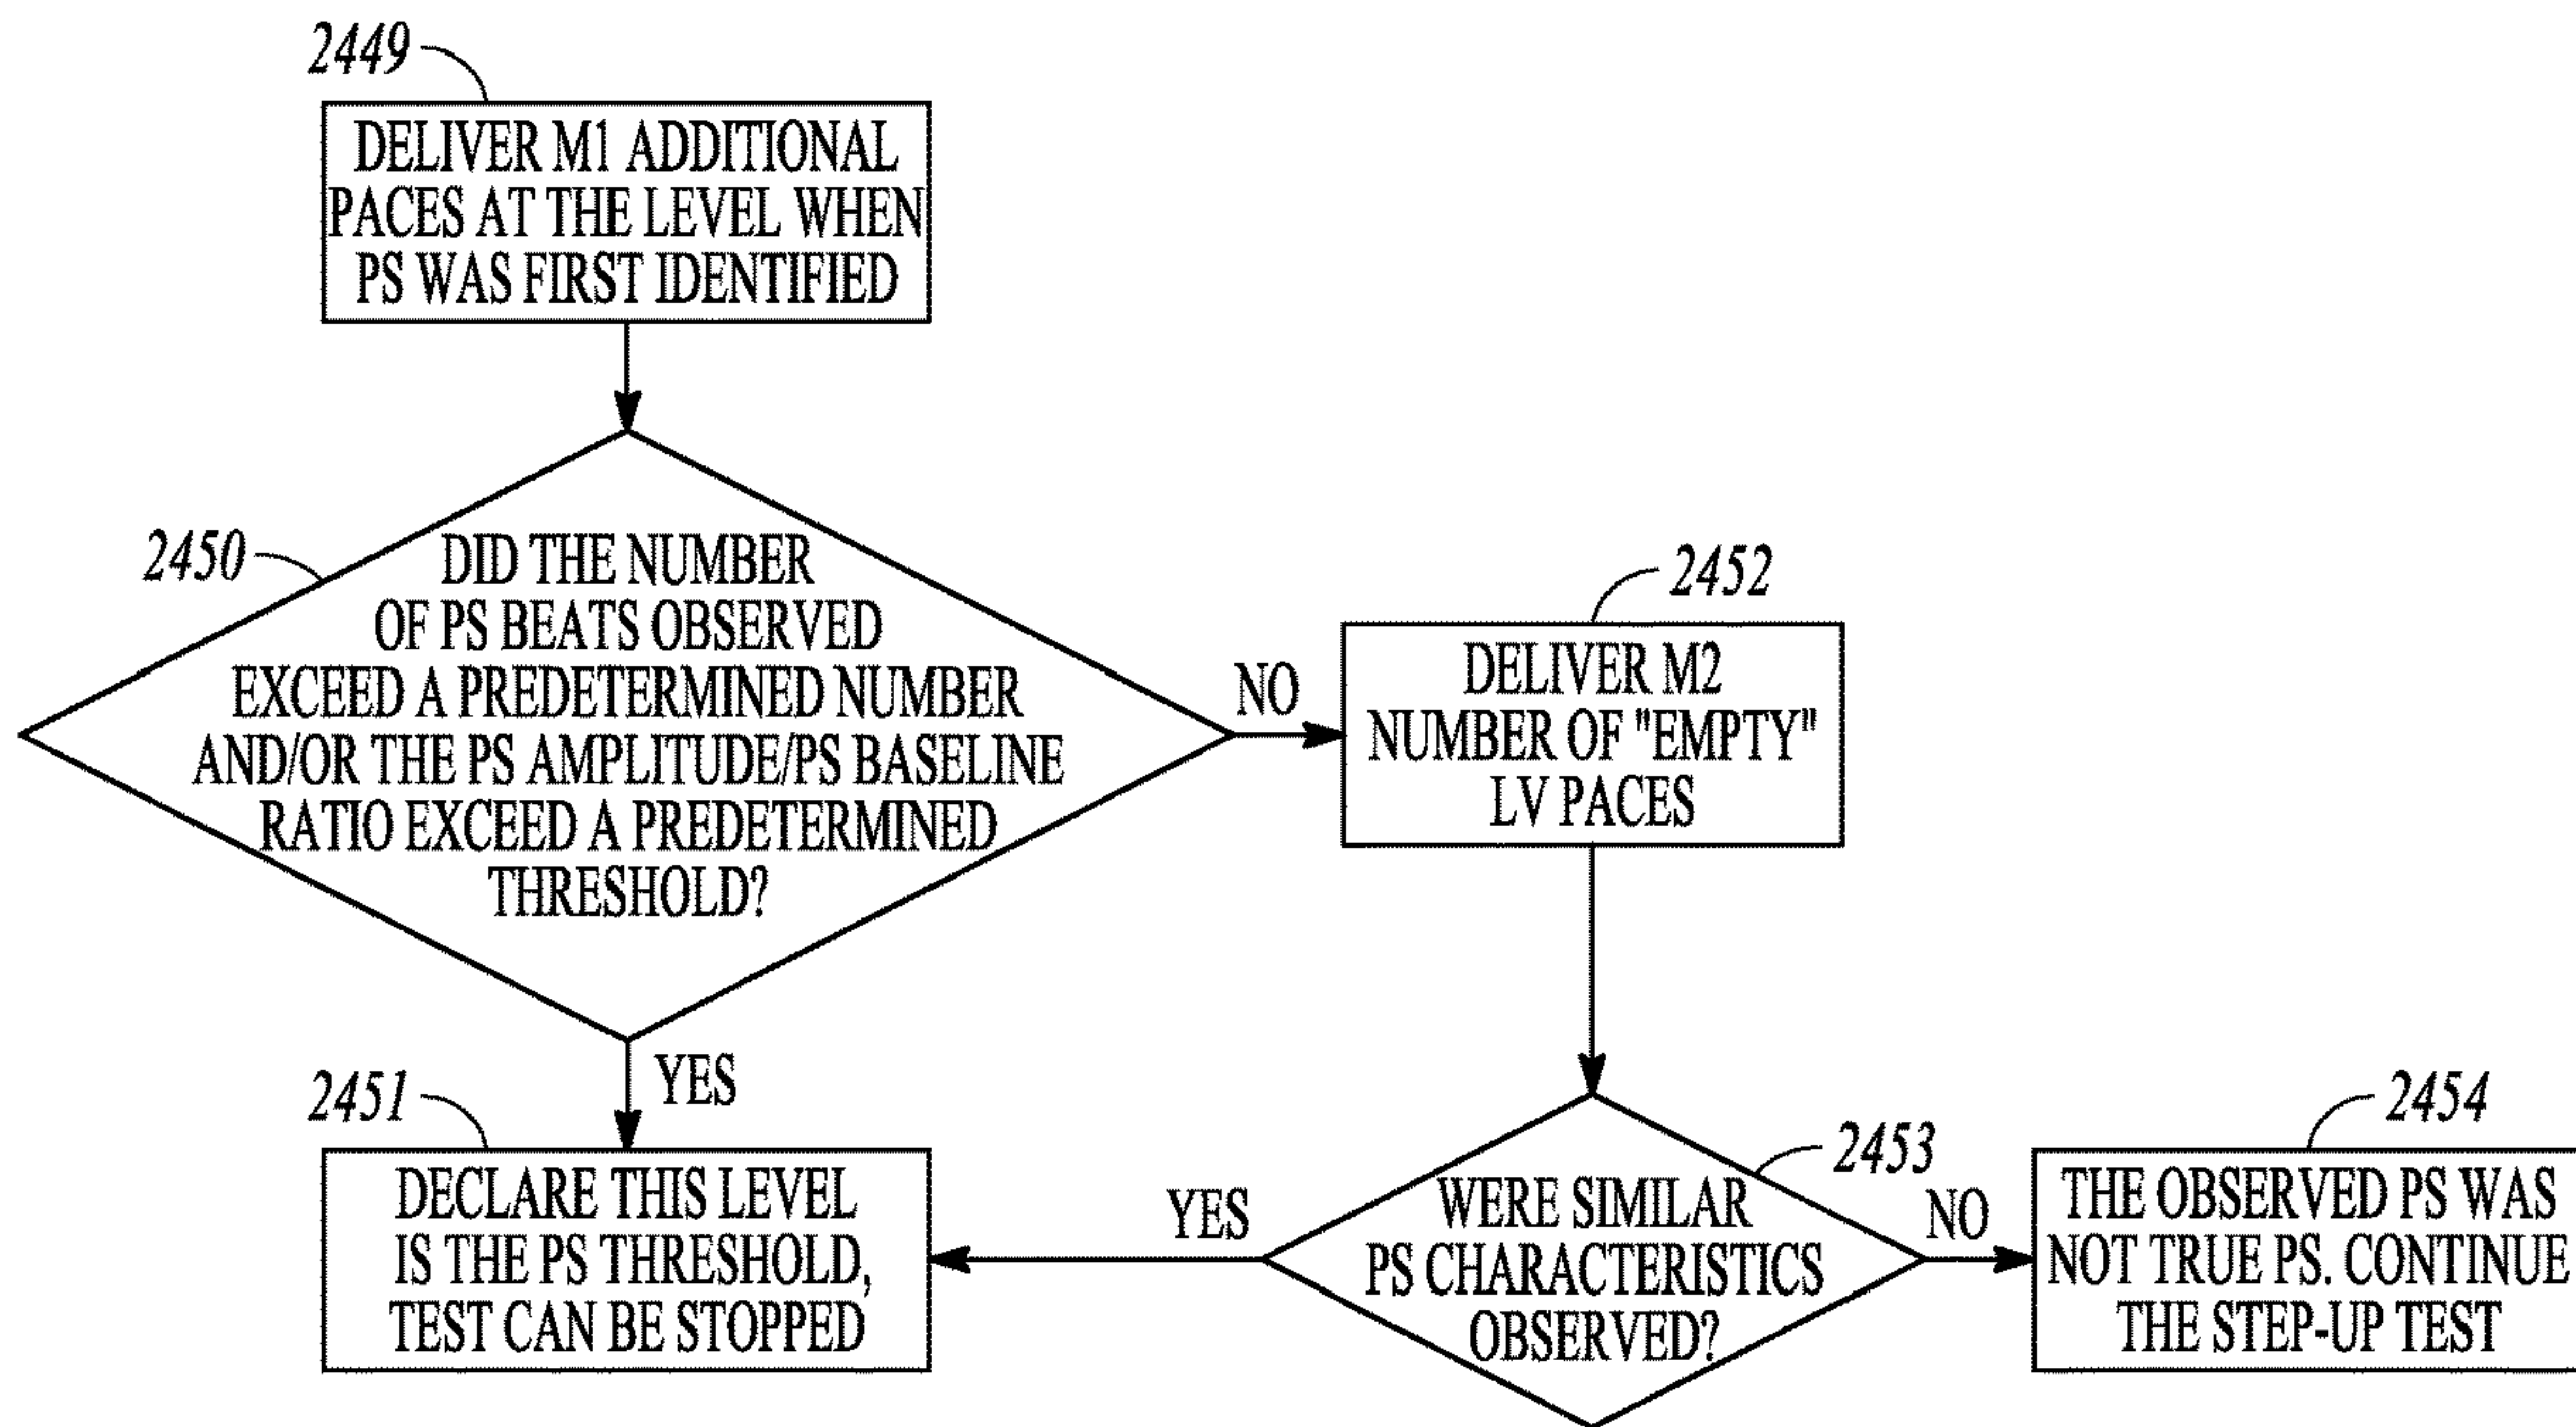 2449
DELIVER M1 ADDITIONAL
PACES AT THE LEVEL WHEN
PS WAS FIRST IDENTIFIED
2450
DID THE NUMBER
OF PS BEATS OBSERVED
EXCEED A PREDETERMINED NUMBER
AND/OR THE PS AMPLITUDE/PS BASELINE
RATIO EXCEED A PREDETERMINED
THRESHOLD?
NO
2452
DELIVER M2
NUMBER OF "EMPTY"
LV PACES
YES
2451
DECLARE THIS LEVEL
IS THE PS THRESHOLD,
TEST CAN BE STOPPED
YES
2453
WERE SIMILAR
PS CHARACTERISTICS
OBSERVED?
NO
2454
THE OBSERVED PS WAS
NOT TRUE PS. CONTINUE
THE STEP-UP TEST